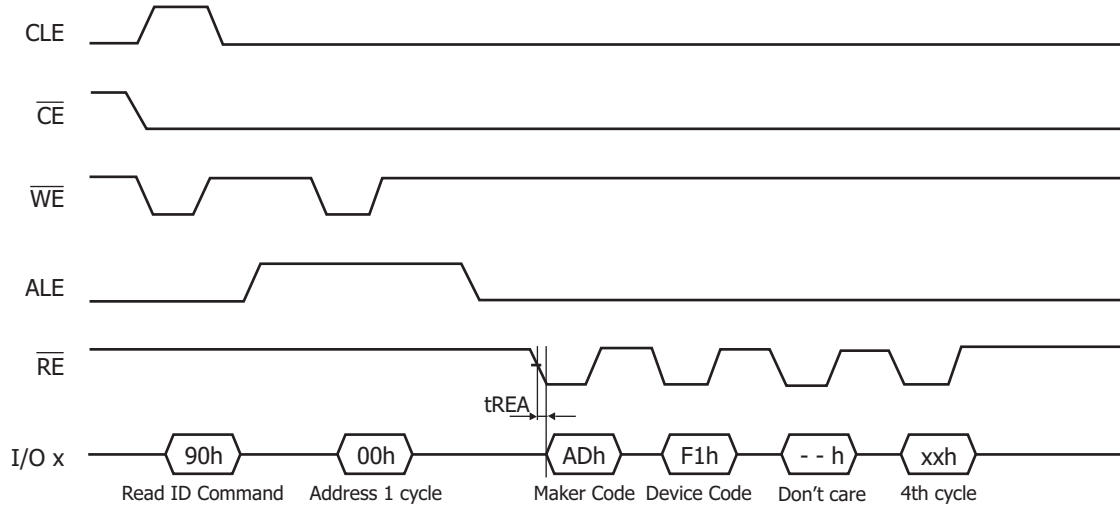 CLE
CE
WE
ALE
RE
tREA
I/O x
90h
00h
ADh
F1h
- - h
xxh
Read ID Command
Address 1 cycle
Maker Code
Device Code
Don’t care
4th cycle